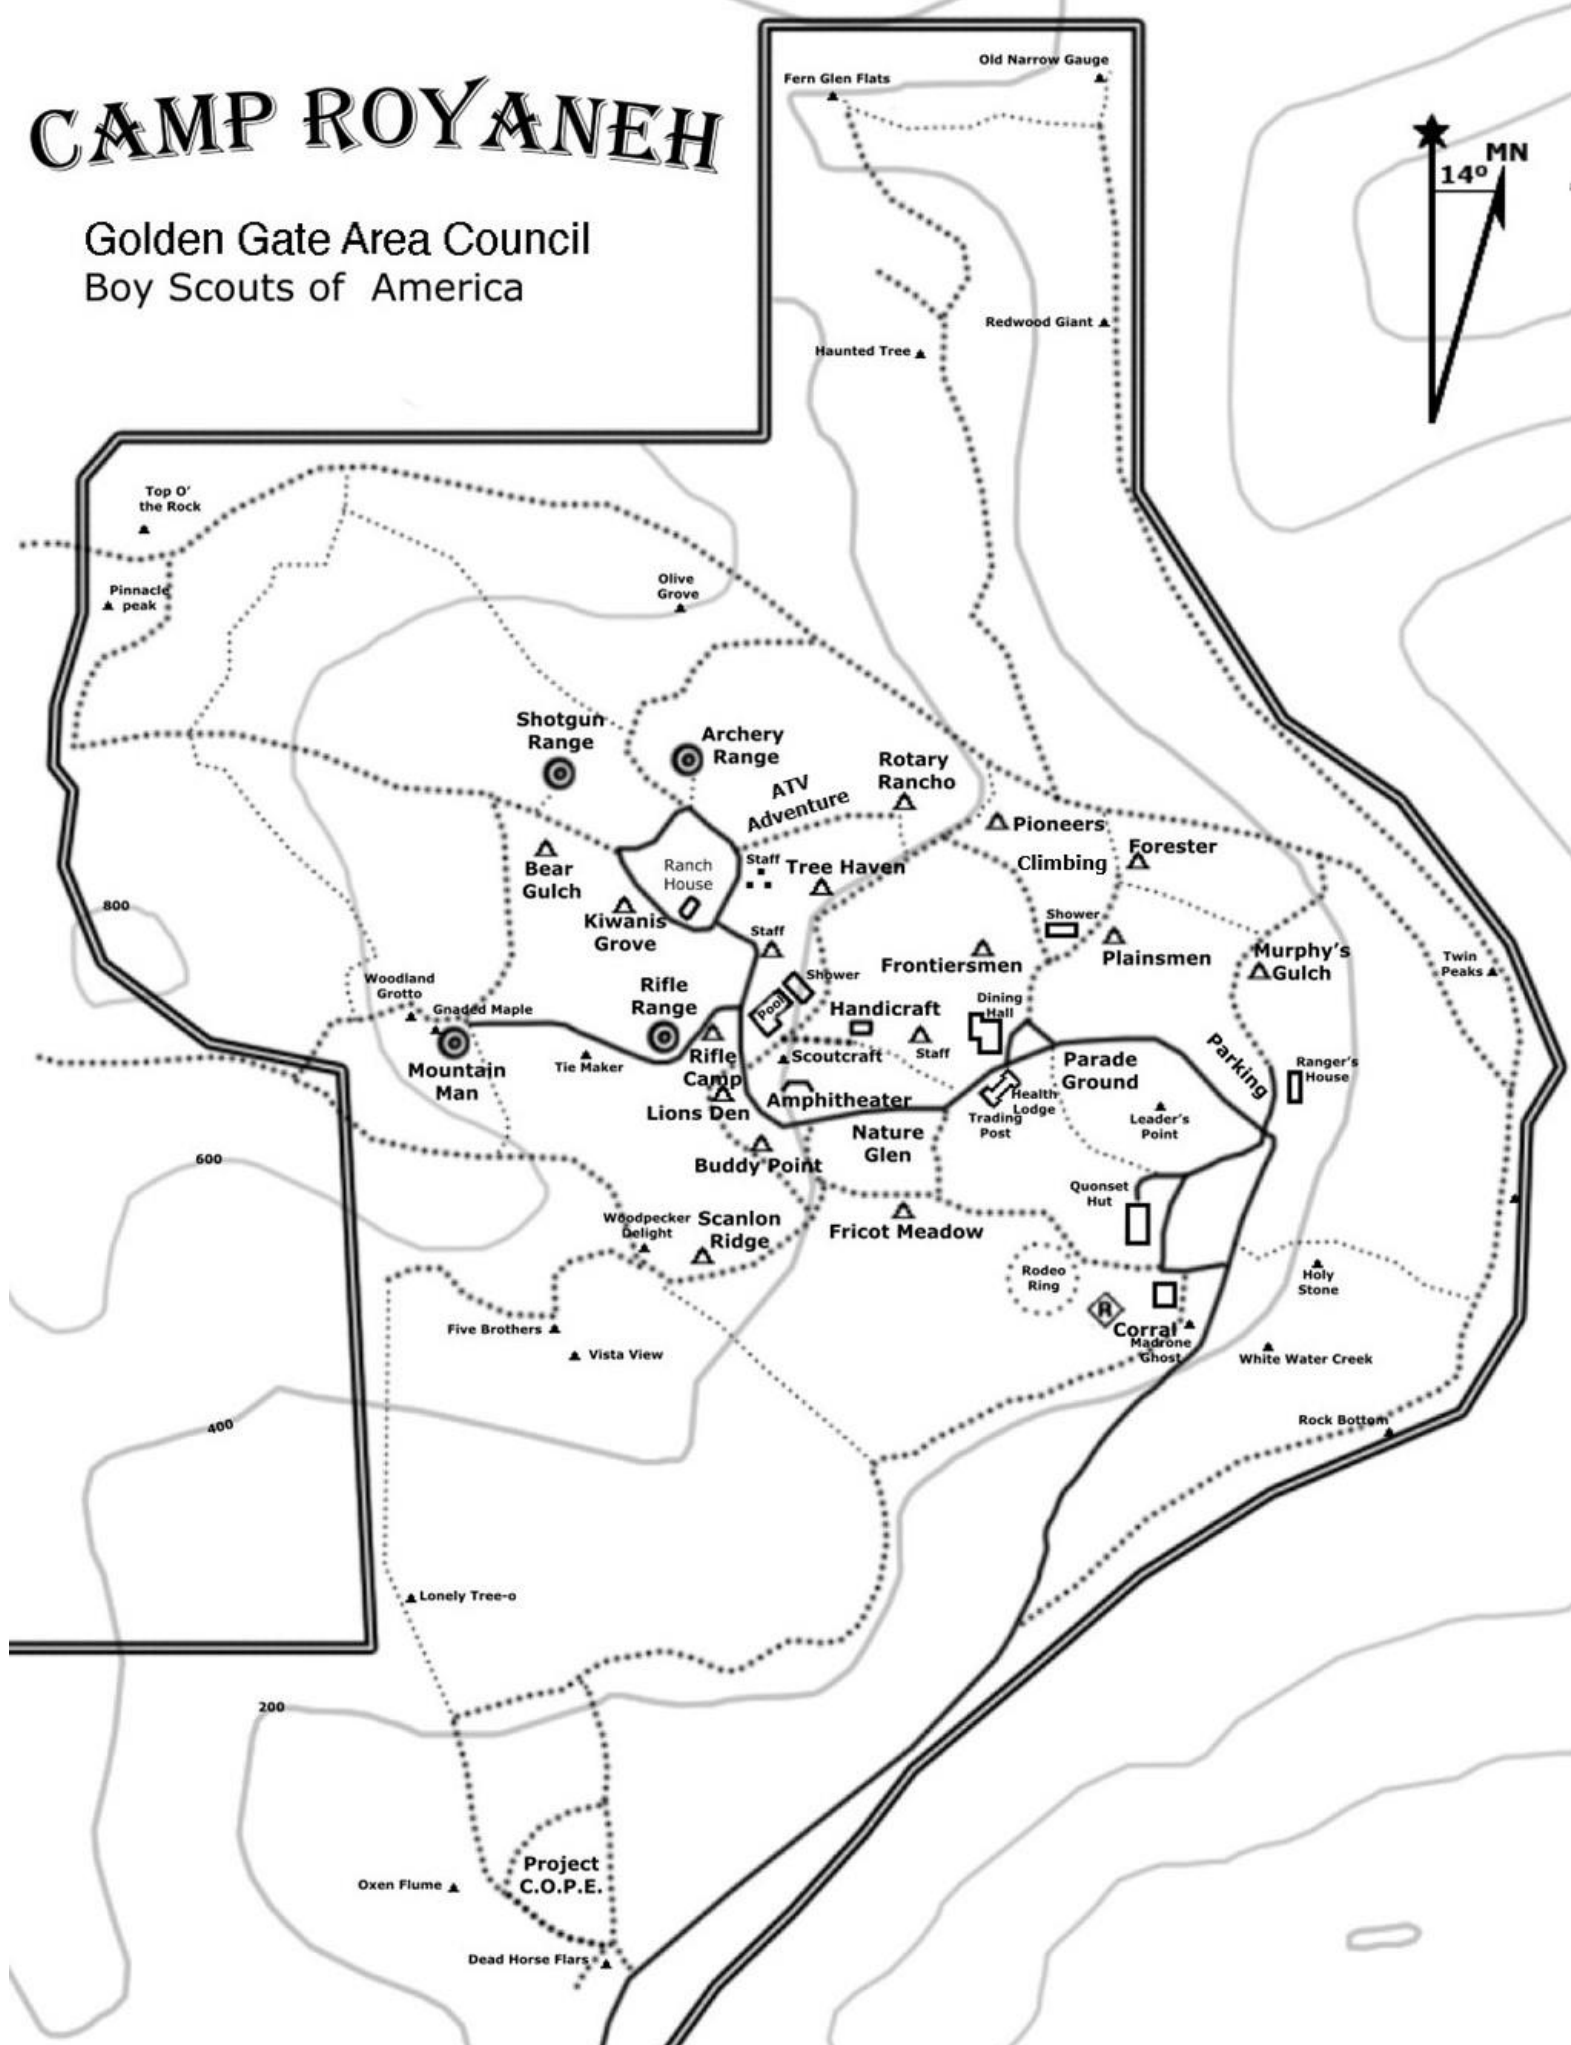 CAMP ROYANEH
Golden Gate Area Council
Boy Scouts of America
Fern Glen Flats
Old Narrow Gauge
MN
14º
Redwood Giant
Haunted Tree
Top O'
the Rock
Pinnacle
peak
Olive
Grove
Shotgun
Range
Archery
Range
ATV
Adventure
Rotary
Rancho
Pioneers
Climbing
Forester
Bear
Gulch
Ranch
House
Staff
Tree Haven
Kiwanis
Grove
Staff
Shower
Frontiersmen
Plainsmen
Murphy's
Gulch
Twin
Peaks
800
Woodland
Grotto
Gnaded Maple
Rifle
Range
Shower
Pool
Handicraft
Dining
Hall
Mountain
Man
Tie Maker
Rifle
Camp
Scoutcraft
Staff
Parade
Ground
Parking
Ranger's
House
Lions Den
Amphitheater
Health
Lodge
Trading
Post
Leader's
Point
Nature
Glen
Buddy Point
600
Quonset
Hut
Woodpecker
Delight
Scanlon
Ridge
Fricot Meadow
Rodeo
Ring
Holy
Stone
R
Corral
Madrone
Ghost
Five Brothers
Vista View
White Water Creek
400
Rock Bottom
Lonely Tree-o
200
Project
C.O.P.E.
Oxen Flume
Dead Horse Flars